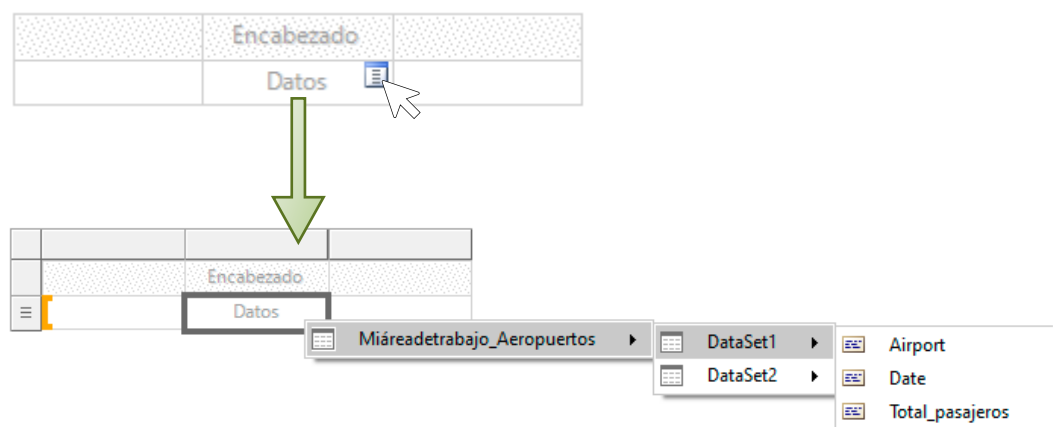 Encabezado
Datos
Encabezado
Datos
Miáreadetrabajo_Aeropuertos
DataSet1
DataSet2
Airport
Date
Total_pasajeros